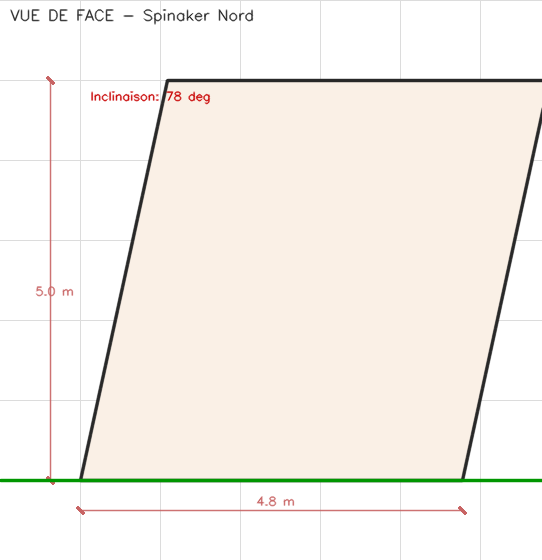 VUE DE FACE – Spinaker Nord
Inclinaison: 78 deg
5.0 m
4.8 m